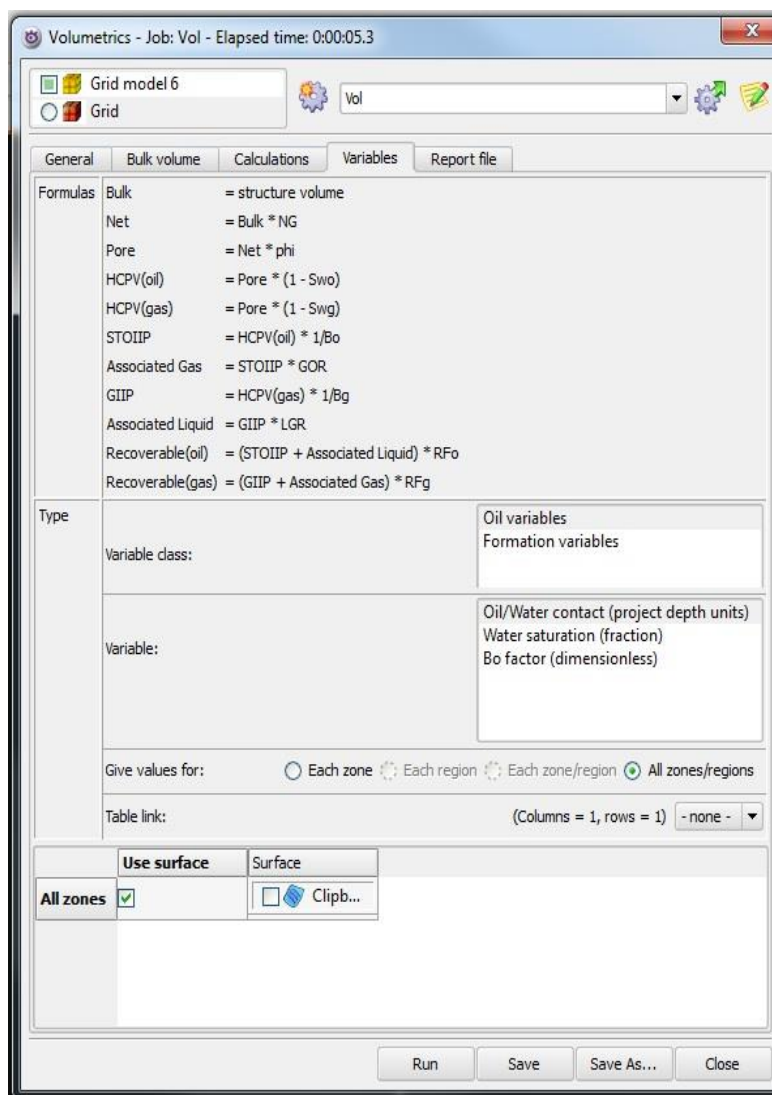 Volumetrics - Job: Vol - Elapsed time: 0:00:05.3
X
Grid model 6
Grid
Vol
General Bulk volume Calculations Variables Report file
Formulas Bulk = structure volume
Net = Bulk * NG
Pore = Net * phi
HCPV(oil) = Pore * (1 - Swo)
HCPV(gas) = Pore * (1 - Swg)
STOIIP = HCPV(oil) * 1/Bo
Associated Gas = STOIIP * GOR
GIIP = HCPV(gas) * 1/Bg
Associated Liquid = GIIP * LGR
Recoverable(oil) = (STOIIP + Associated Liquid) * RFo
Recoverable(gas) = (GIIP + Associated Gas) * RFg
Type
Oil variables
Formation variables
Variable class:
Oil/Water contact (project depth units)
Water saturation (fraction)
Bo factor (dimensionless)
Variable:
Give values for: Each zone Each region Each zone/region All zones/regions
Table link: (Columns = 1, rows = 1) - none -
Use surface Surface
All zones Clipb...
Run Save Save As... Close